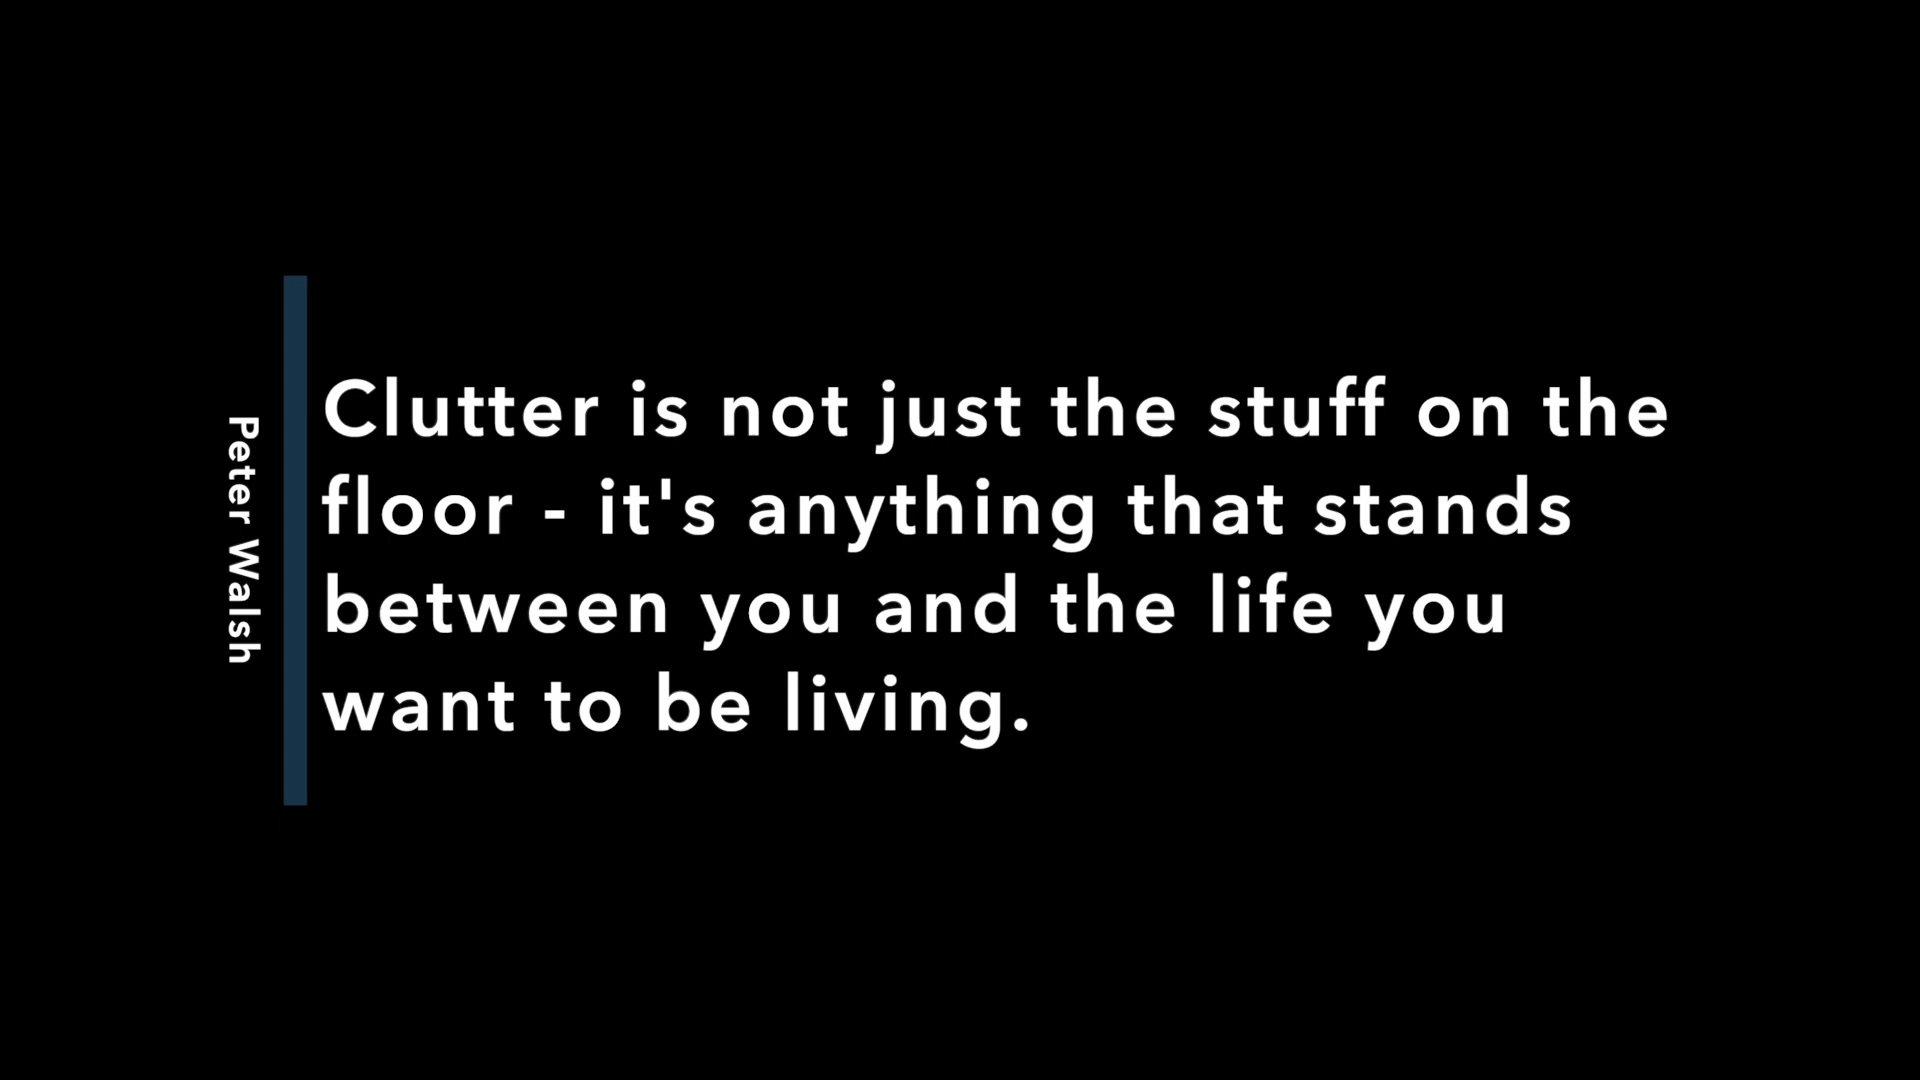 Peter Walsh
Clutter is not just the stuff on the
floor - it's anything that stands
between you and the life you
want to be living.